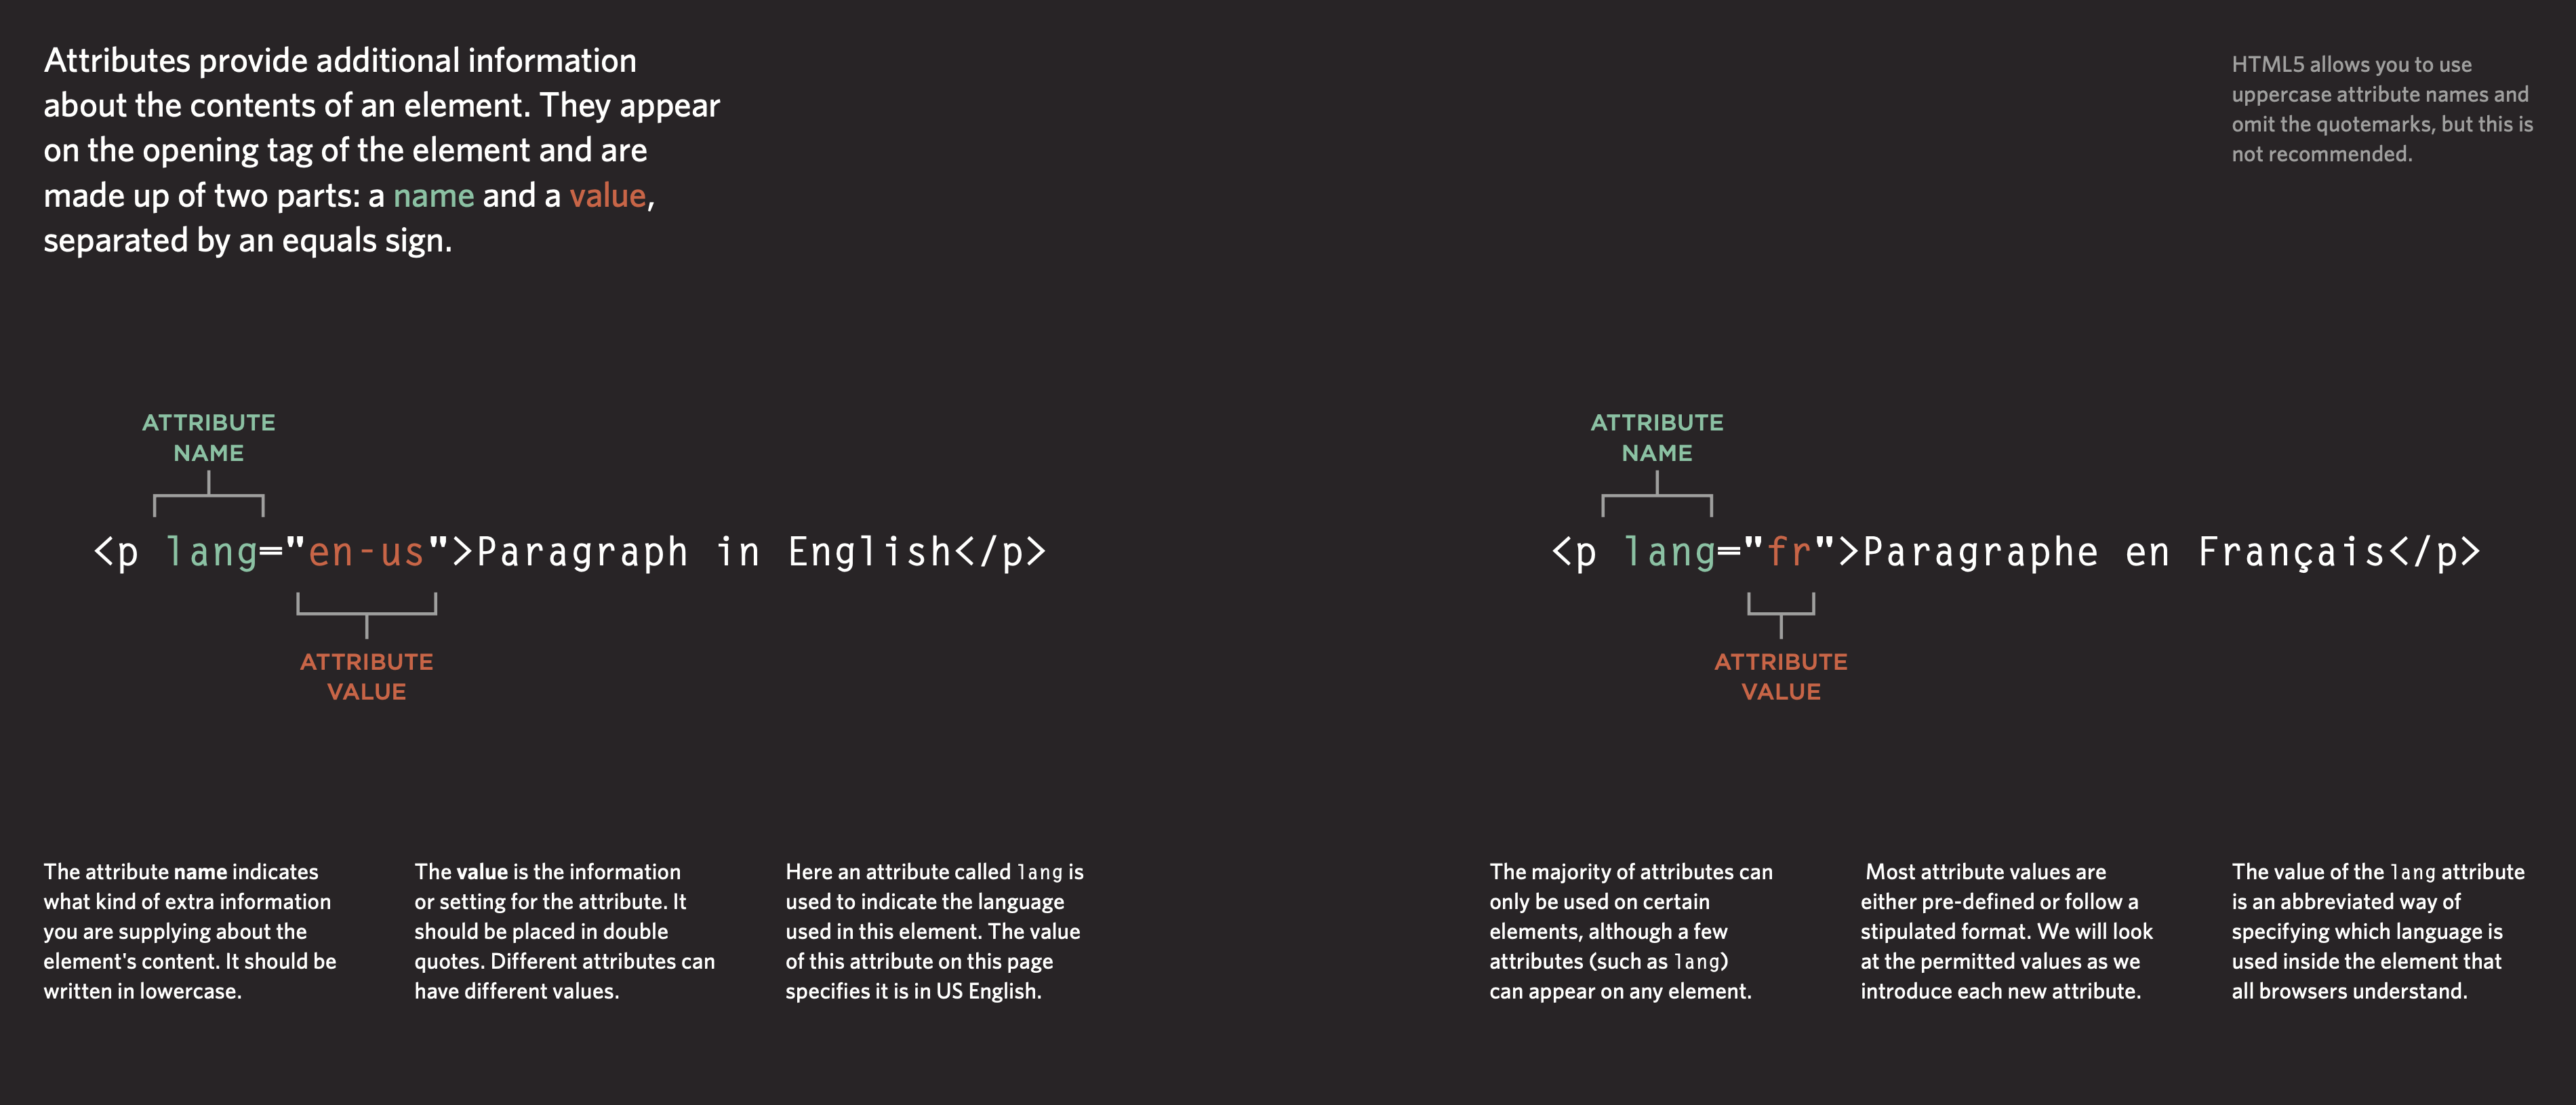 Attributes provide additional information
about the contents of an element. They appear
on the opening tag of the element and are
made up of two parts: a name and a value,
separated by an equals sign.
HTML5 allows you to use
uppercase attribute names and
omit the quotemarks, but this is
not recommended.
ATTRIBUTE
NAME
<p lang="en-us">Paragraph in English</p>
ATTRIBUTE
VALUE
ATTRIBUTE
NAME
<p lang="fr">Paragraphe en Français</p>
ATTRIBUTE
VALUE
The attribute name indicates
what kind of extra information
you are supplying about the
element's content. It should be
written in lowercase.
The value is the information
or setting for the attribute. It
should be placed in double
quotes. Different attributes can
have different values.
Here an attribute called lang is
used to indicate the language
used in this element. The value
of this attribute on this page
specifies it is in US English.
The majority of attributes can
only be used on certain
elements, although a few
attributes (such as lang)
can appear on any element.
Most attribute values are
either pre-defined or follow a
stipulated format. We will look
at the permitted values as we
introduce each new attribute.
The value of the lang attribute
is an abbreviated way of
specifying which language is
used inside the element that
all browsers understand.